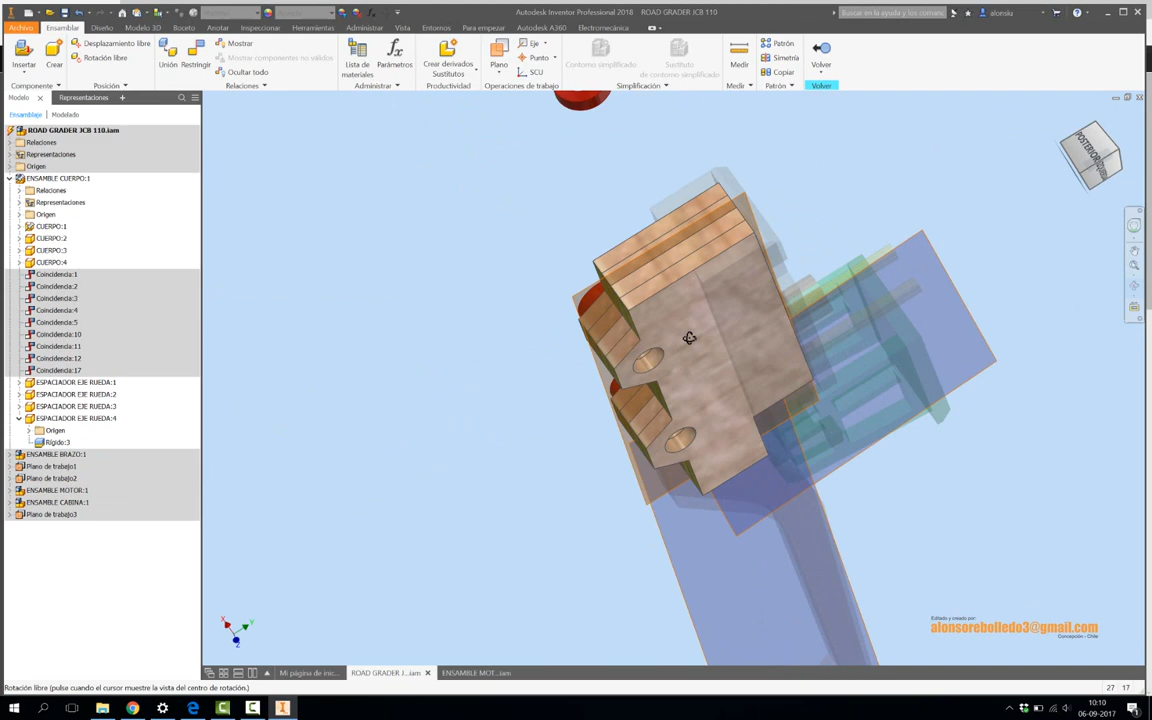 Autodesk Inventor Professional 2018   ROAD GRADER JCB 110
Buscar en la ayuda y los coman
alonslu
Archivo
Ensamblar
Diseño
Modelo 3D
Boceto
Anotar
Inspeccionar
Herramientas
Administrar
Vista
Entornos
Para empezar
Autodesk A360
Electromecánica
Insertar
Crear
Desplazamiento libre
Rotación libre
Unión
Restringir
Mostrar
Mostrar componentes no válidos
Ocultar todo
Lista de
materiales
Parámetros
Crear derivados
Sustitutos
Plano
Eje
Punto
SCU
Contorno simplificado
Sustituto
de contorno simplificado
Medir
Patrón
Simetría
Copiar
Volver
Componente
Posición
Relaciones
Administrar
Productividad
Operaciones de trabajo
Simplificación
Medir
Patrón
Volver
Modelo
Representaciones
Ensamblaje
Modelado
ROAD GRADER JCB 110.iam
Relaciones
Representaciones
Origen
ENSAMBLE CUERPO:1
Relaciones
Representaciones
Origen
CUERPO:1
CUERPO:2
CUERPO:3
CUERPO:4
Coincidencia:1
Coincidencia:2
Coincidencia:3
Coincidencia:4
Coincidencia:5
Coincidencia:10
Coincidencia:11
Coincidencia:12
Coincidencia:17
ESPACIADOR EJE RUEDA:1
ESPACIADOR EJE RUEDA:2
ESPACIADOR EJE RUEDA:3
ESPACIADOR EJE RUEDA:4
Origen
Rígido:3
ENSAMBLE BRAZO:1
Plano de trabajo1
Plano de trabajo2
ENSAMBLE MOTOR:1
ENSAMBLE CABINA:1
Plano de trabajo3
POSTERIOR
X
Y
Z
Editado y creado por:
alonsorebolledo3@gmail.com
Concepción - Chile
Mi página de inic...
ROAD GRADER J...iam
ENSAMBLE MOT...iam
Rotación libre (pulse cuando el cursor muestre la vista del centro de rotación).
27
17
10:10
06-09-2017